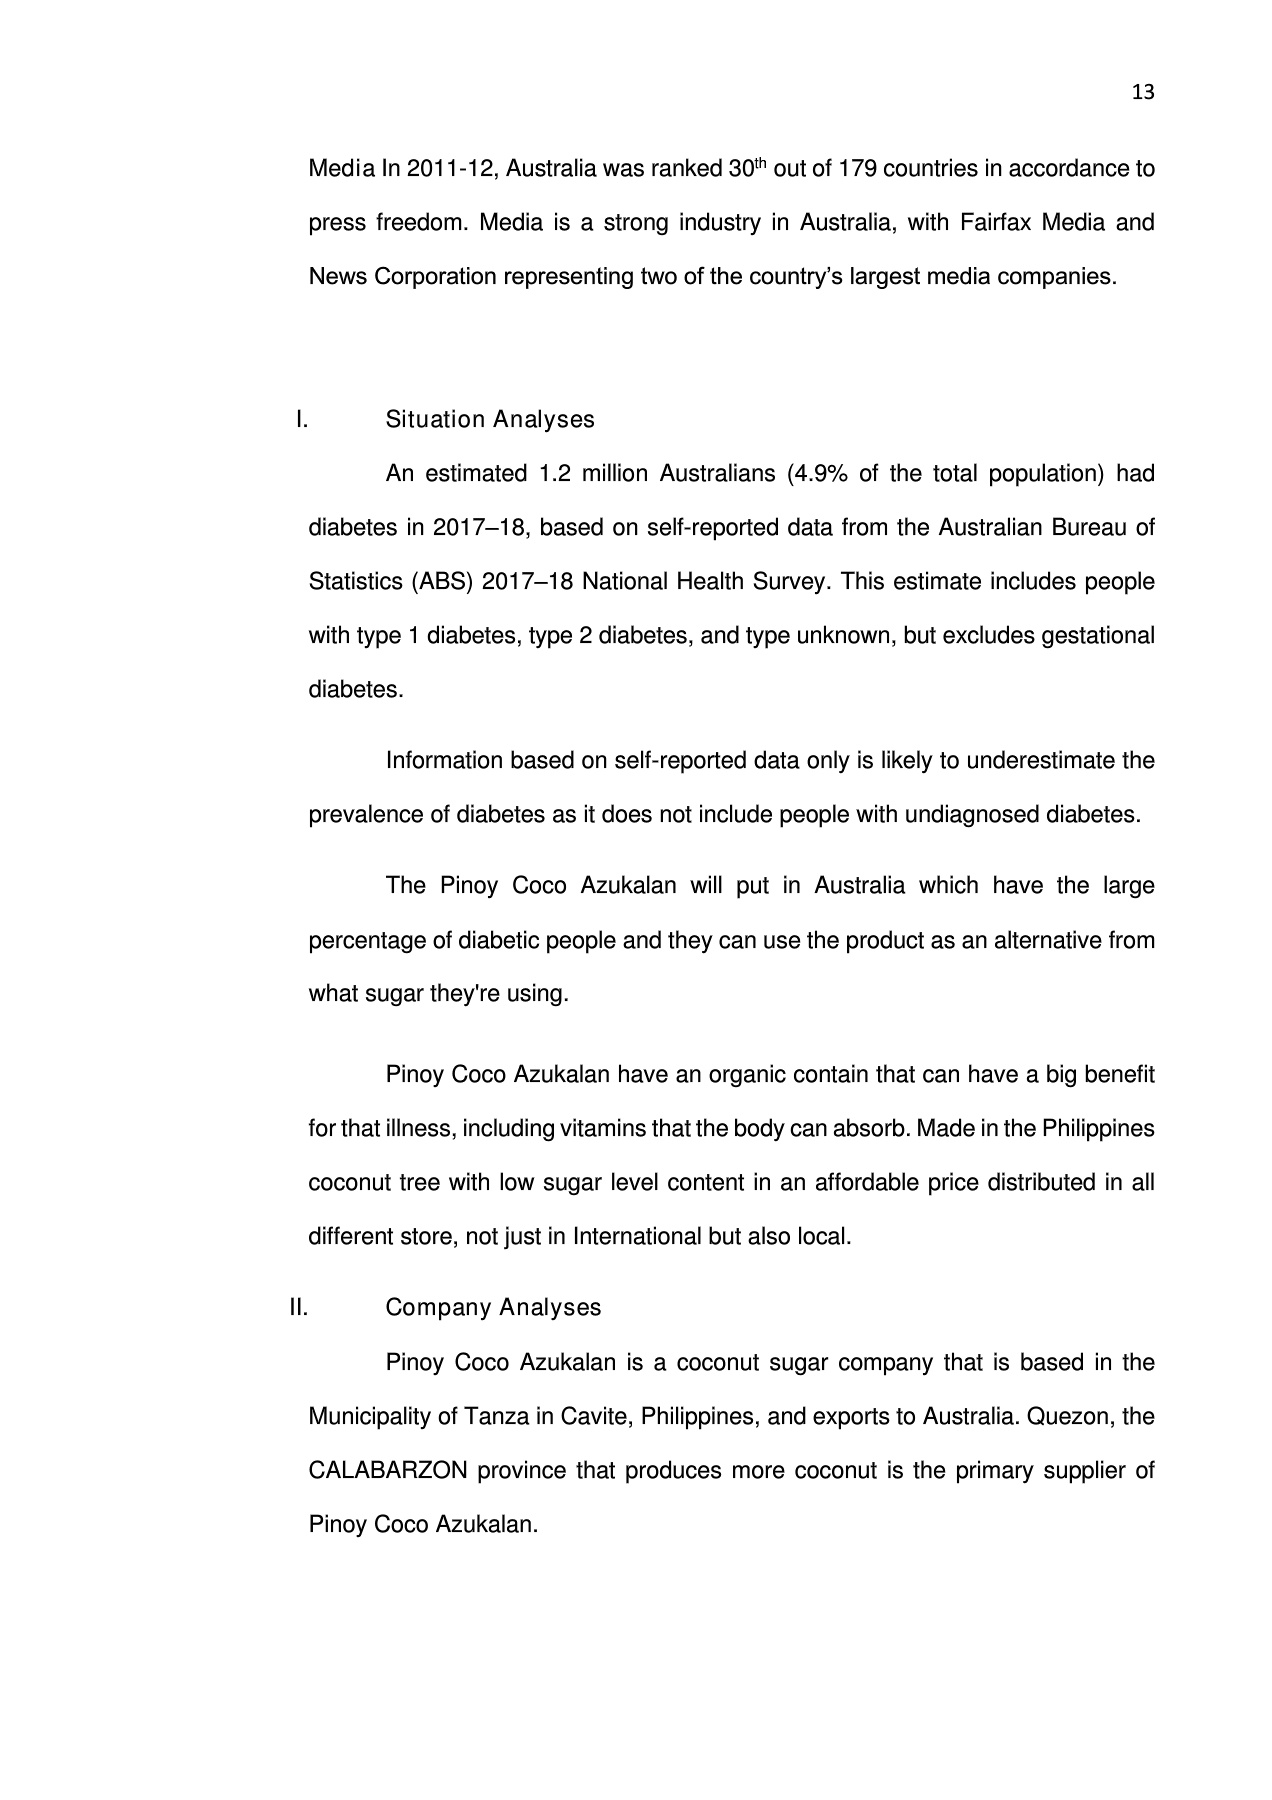 13
Media In 2011-12, Australia was ranked 30th out of 179 countries in accordance to
press freedom. Media is a strong industry in Australia, with Fairfax Media and
News Corporation representing two of the country’s largest media companies.
I. Situation Analyses
An estimated 1.2 million Australians (4.9% of the total population) had
diabetes in 2017–18, based on self-reported data from the Australian Bureau of
Statistics (ABS) 2017–18 National Health Survey. This estimate includes people
with type 1 diabetes, type 2 diabetes, and type unknown, but excludes gestational
diabetes.
Information based on self-reported data only is likely to underestimate the
prevalence of diabetes as it does not include people with undiagnosed diabetes.
The Pinoy Coco Azukalan will put in Australia which have the large
percentage of diabetic people and they can use the product as an alternative from
what sugar they're using.
Pinoy Coco Azukalan have an organic contain that can have a big benefit
for that illness, including vitamins that the body can absorb. Made in the Philippines
coconut tree with low sugar level content in an affordable price distributed in all
different store, not just in International but also local.
II. Company Analyses
Pinoy Coco Azukalan is a coconut sugar company that is based in the
Municipality of Tanza in Cavite, Philippines, and exports to Australia. Quezon, the
CALABARZON province that produces more coconut is the primary supplier of
Pinoy Coco Azukalan.